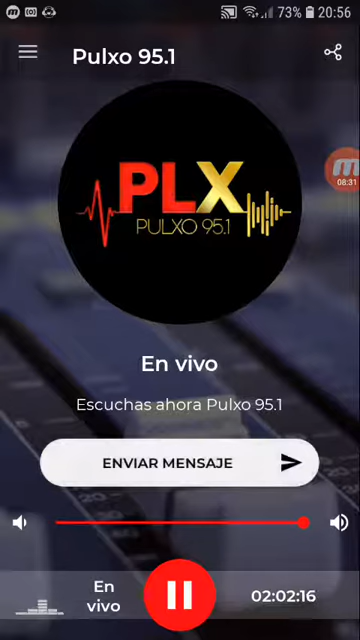 73% 20:56
Pulxo 95.1
08:31
PLX
PULXO 95.1
En vivo
Escuchas ahora Pulxo 95.1
ENVIAR MENSAJE
En vivo
02:02:16